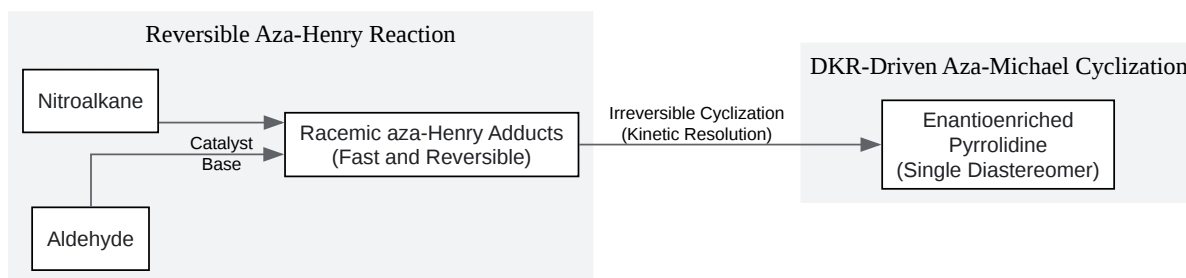 Reversible Aza-Henry Reaction
Nitroalkane
Catalyst
Base
Aldehyde
Racemic aza-Henry Adducts
(Fast and Reversible)
Irreversible Cyclization
(Kinetic Resolution)
DKR-Driven Aza-Michael Cyclization
Enantioenriched
Pyrrolidine
(Single Diastereomer)